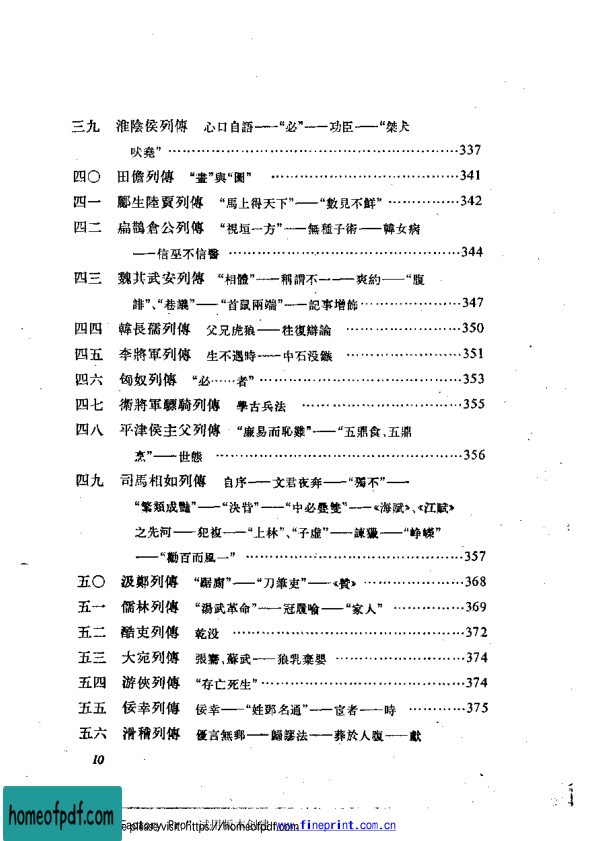 三九 淮陰侯列傳 心口自語——“必”——功臣——“桀犬
吠堯” ……………337
四〇 田儋列傳 “畫”與“圖” ……………341
四一 酈生陸賈列傳 “馬上得天下”——“數見不鮮” ……………342
四二 扁鵲倉公列傳 “視垣一方”——無種子術——韓女病
——信巫不信醫 ……………344
四三 魏其武安列傳 “相體”——稱謂不一——爽約——“腹
誹”、“巷議”——“首鼠兩端”——記事增飾 ……………347
四四 韓長孺列傳 父兄虎狼——往復辯論 ……………350
四五 李將軍列傳 生不遇時——中石没鏃 ……………351
四六 匈奴列傳 “必……者” ……………353
四七 衛將軍驃騎列傳 學古兵法 ……………355
四八 平津侯主父列傳 “廉易而恥難”——“五鼎食、五鼎
烹”——世態 ……………356
四九 司馬相如列傳 自序——文君夜奔——“獨不”——
“繁類成豔”——“決眥”——“中必疊雙”——《海賦》、《江賦》
之先河——犯複——“上林”、“子虛”——諫獵——“崢嶸”
——“勸百而風一” ……………357
五〇 汲鄭列傳 “踞廁”——“刀筆吏”——《贊》 ……………368
五一 儒林列傳 “湯武革命”——冠履喻——“家人” ……………369
五二 酷吏列傳 乾没 ……………372
五三 大宛列傳 張騫、蘇武——狼乳棄嬰 ……………374
五四 游俠列傳 “存亡死生” ……………374
五五 佞幸列傳 佞幸——“姓鄧名通”——宦者——時 ……………375
五六 滑稽列傳 優言無郵——歸謬法——葬於人腹——獻
10
homeofpdf.com
Factory Pro" 试用版本创建 www.fineprint.com.cn
please visit: https://homeofpdf.com